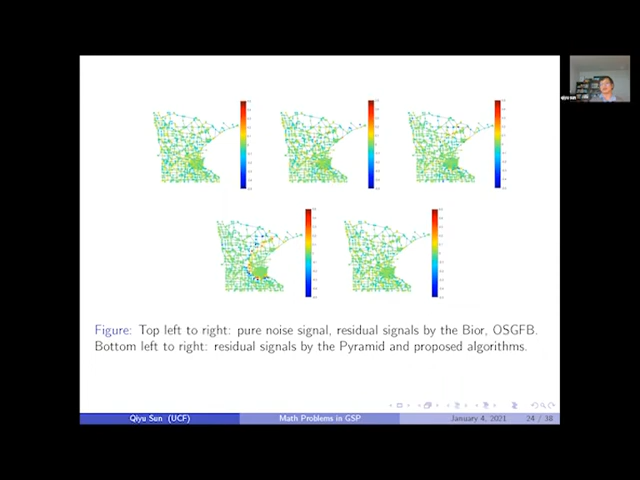 qiyu sun
Figure: Top left to right: pure noise signal, residual signals by the Bior, OSGFB.
Bottom left to right: residual signals by the Pyramid and proposed algorithms.
Qiyu Sun (UCF) Math Problems in GSP January 4, 2021 24 / 38